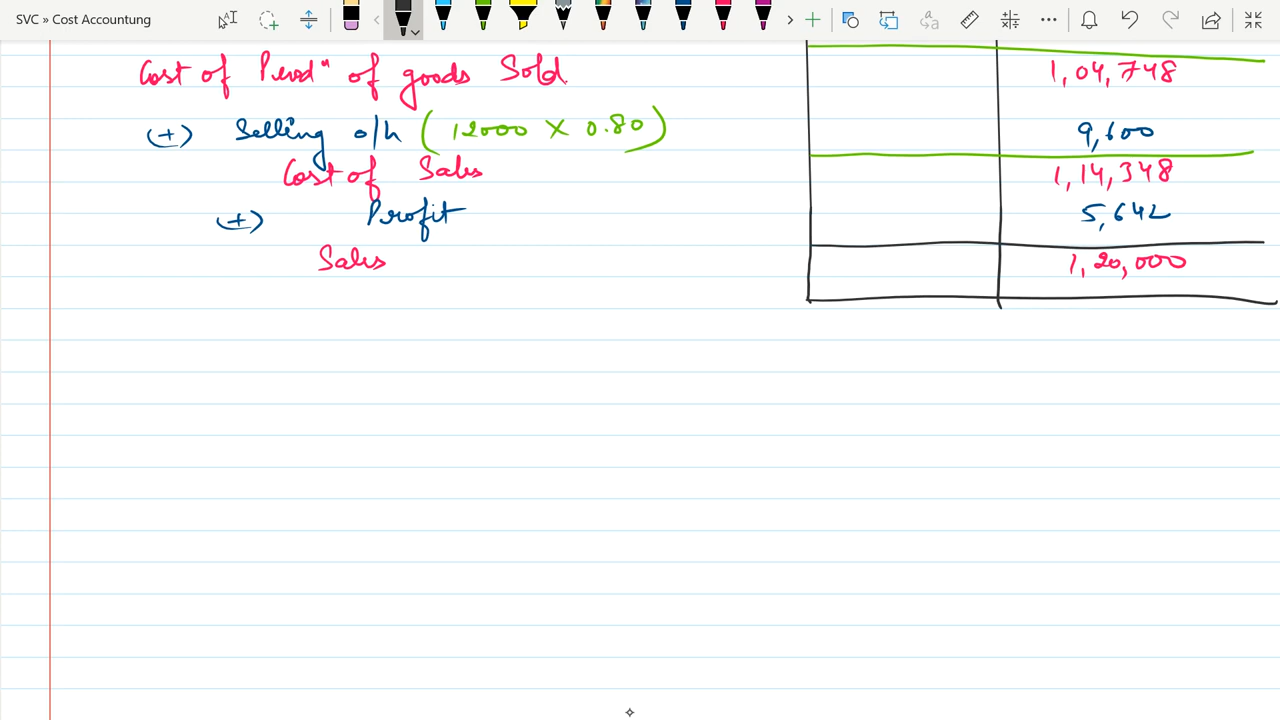 SVC » Cost Accountung
Cost of Prodⁿ of goods Sold 1,04,748
(+) Selling o/h (12000 X 0.80) 9,600
Cost of Sales 1,14,348
(+) Profit 5,642
Sales 1,20,000